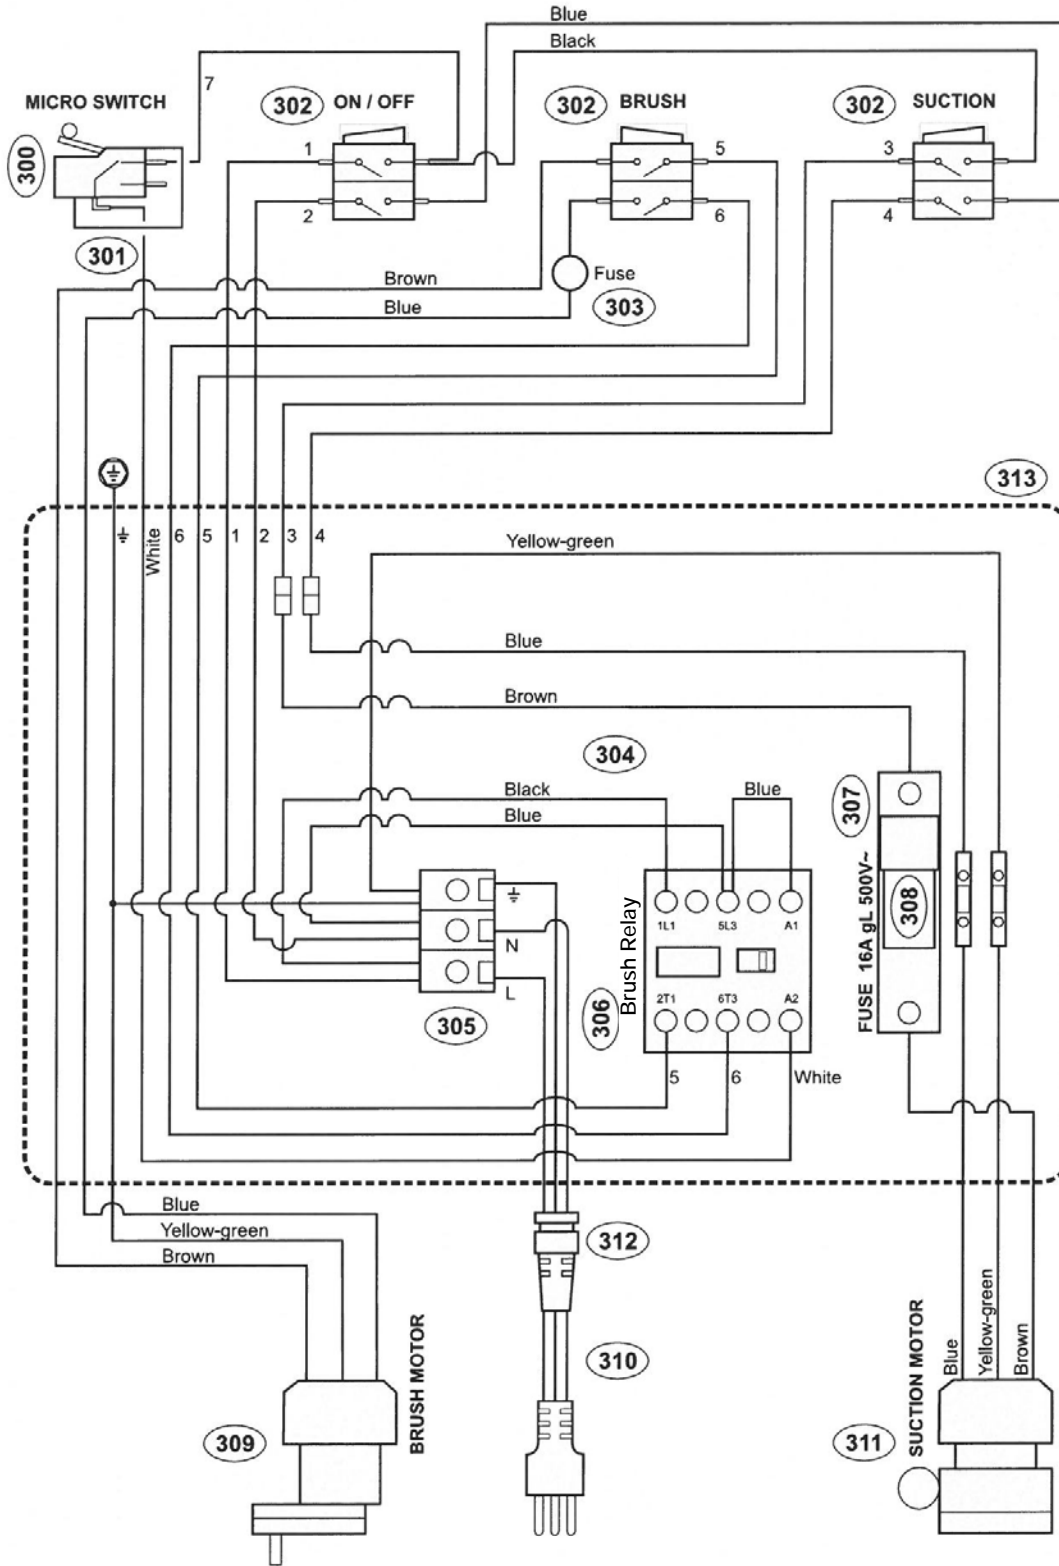 Blue
Black
7
MICRO SWITCH
302 ON / OFF
302 BRUSH
302 SUCTION
300
1
5
3
2
6
4
301
Brown
Fuse
Blue
303
313
White
6
5
1
2
3
4
Yellow-green
Blue
Brown
304
Black
Blue
Blue
307
FUSE 16A gL 500V~
308
1L1
5L3
A1
N
L
305
Brush Relay
306
2T1
6T3
A2
5
6
White
Blue
Yellow-green
Brown
312
310
BRUSH MOTOR
309
Blue
Yellow-green
Brown
SUCTION MOTOR
311